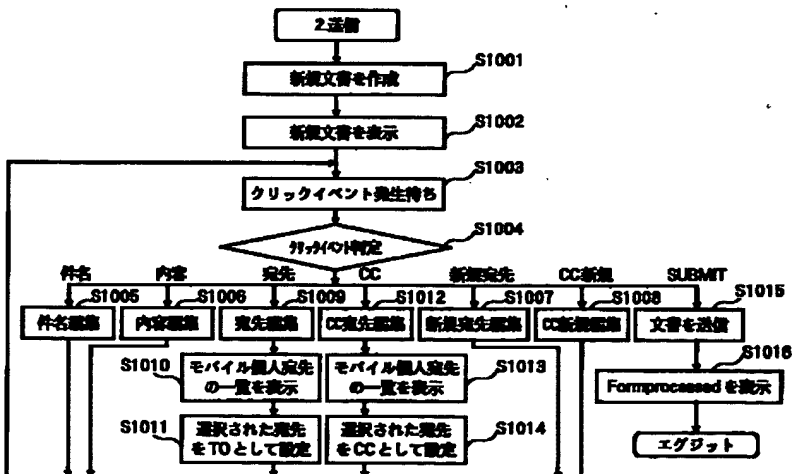 2.送信
S1001
新規文書を作成
S1002
新規文書を表示
S1003
クリックイベント発生待ち
S1004
クリックイベント判定
件名 内容 宛先 CC 新規宛先 CC新規 SUBMIT
S1005 S1006 S1009 S1012 S1007 S1008 S1015
件名編集 内容編集 宛先編集 CC宛先編集 新規宛先編集 CC新規編集 文書を送信
S1010 S1013 S1016
モバイル個人宛先 モバイル個人宛先
の一覧を表示 の一覧を表示
Formprocessedを表示
S1011 S1014
選択された宛先 選択された宛先
をTOとして設定 をCCとして設定
エグジット